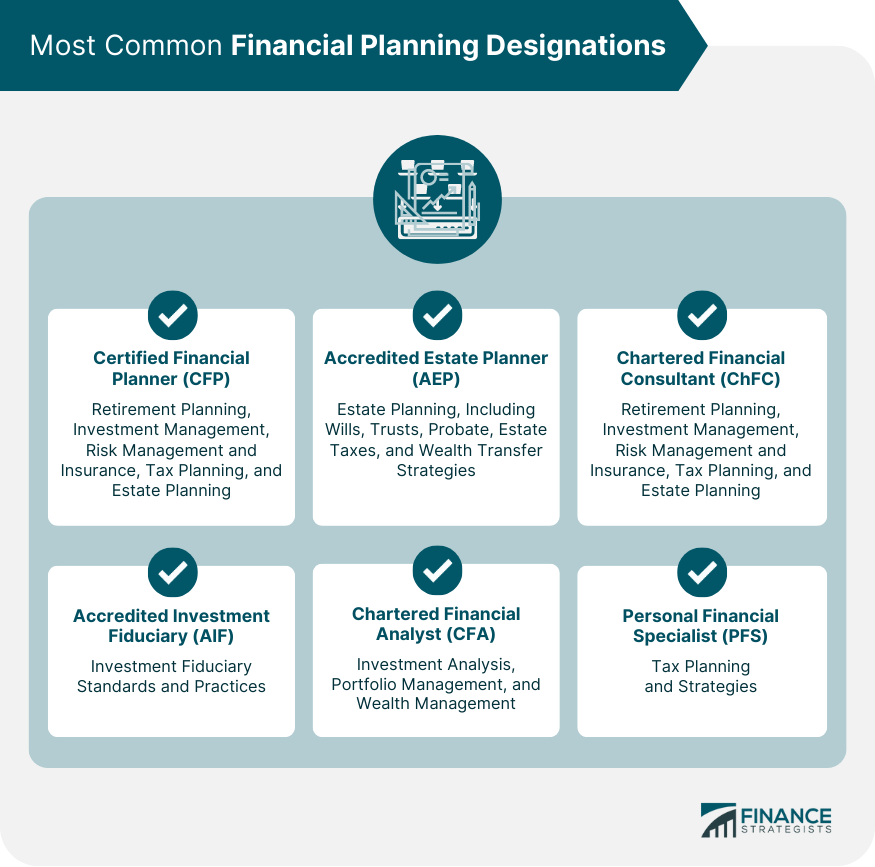 Most Common Financial Planning Designations
Certified Financial
Planner (CFP)
Retirement Planning,
Investment Management,
Risk Management and
Insurance, Tax Planning, and
Estate Planning
Accredited Estate Planner
(AEP)
Estate Planning, Including
Wills, Trusts, Probate, Estate
Taxes, and Wealth Transfer
Strategies
Chartered Financial
Consultant (ChFC)
Retirement Planning,
Investment Management,
Risk Management and
Insurance, Tax Planning, and
Estate Planning
Accredited Investment
Fiduciary (AIF)
Investment Fiduciary
Standards and Practices
Chartered Financial
Analyst (CFA)
Investment Analysis,
Portfolio Management, and
Wealth Management
Personal Financial
Specialist (PFS)
Tax Planning
and Strategies
FINANCE
STRATEGISTS